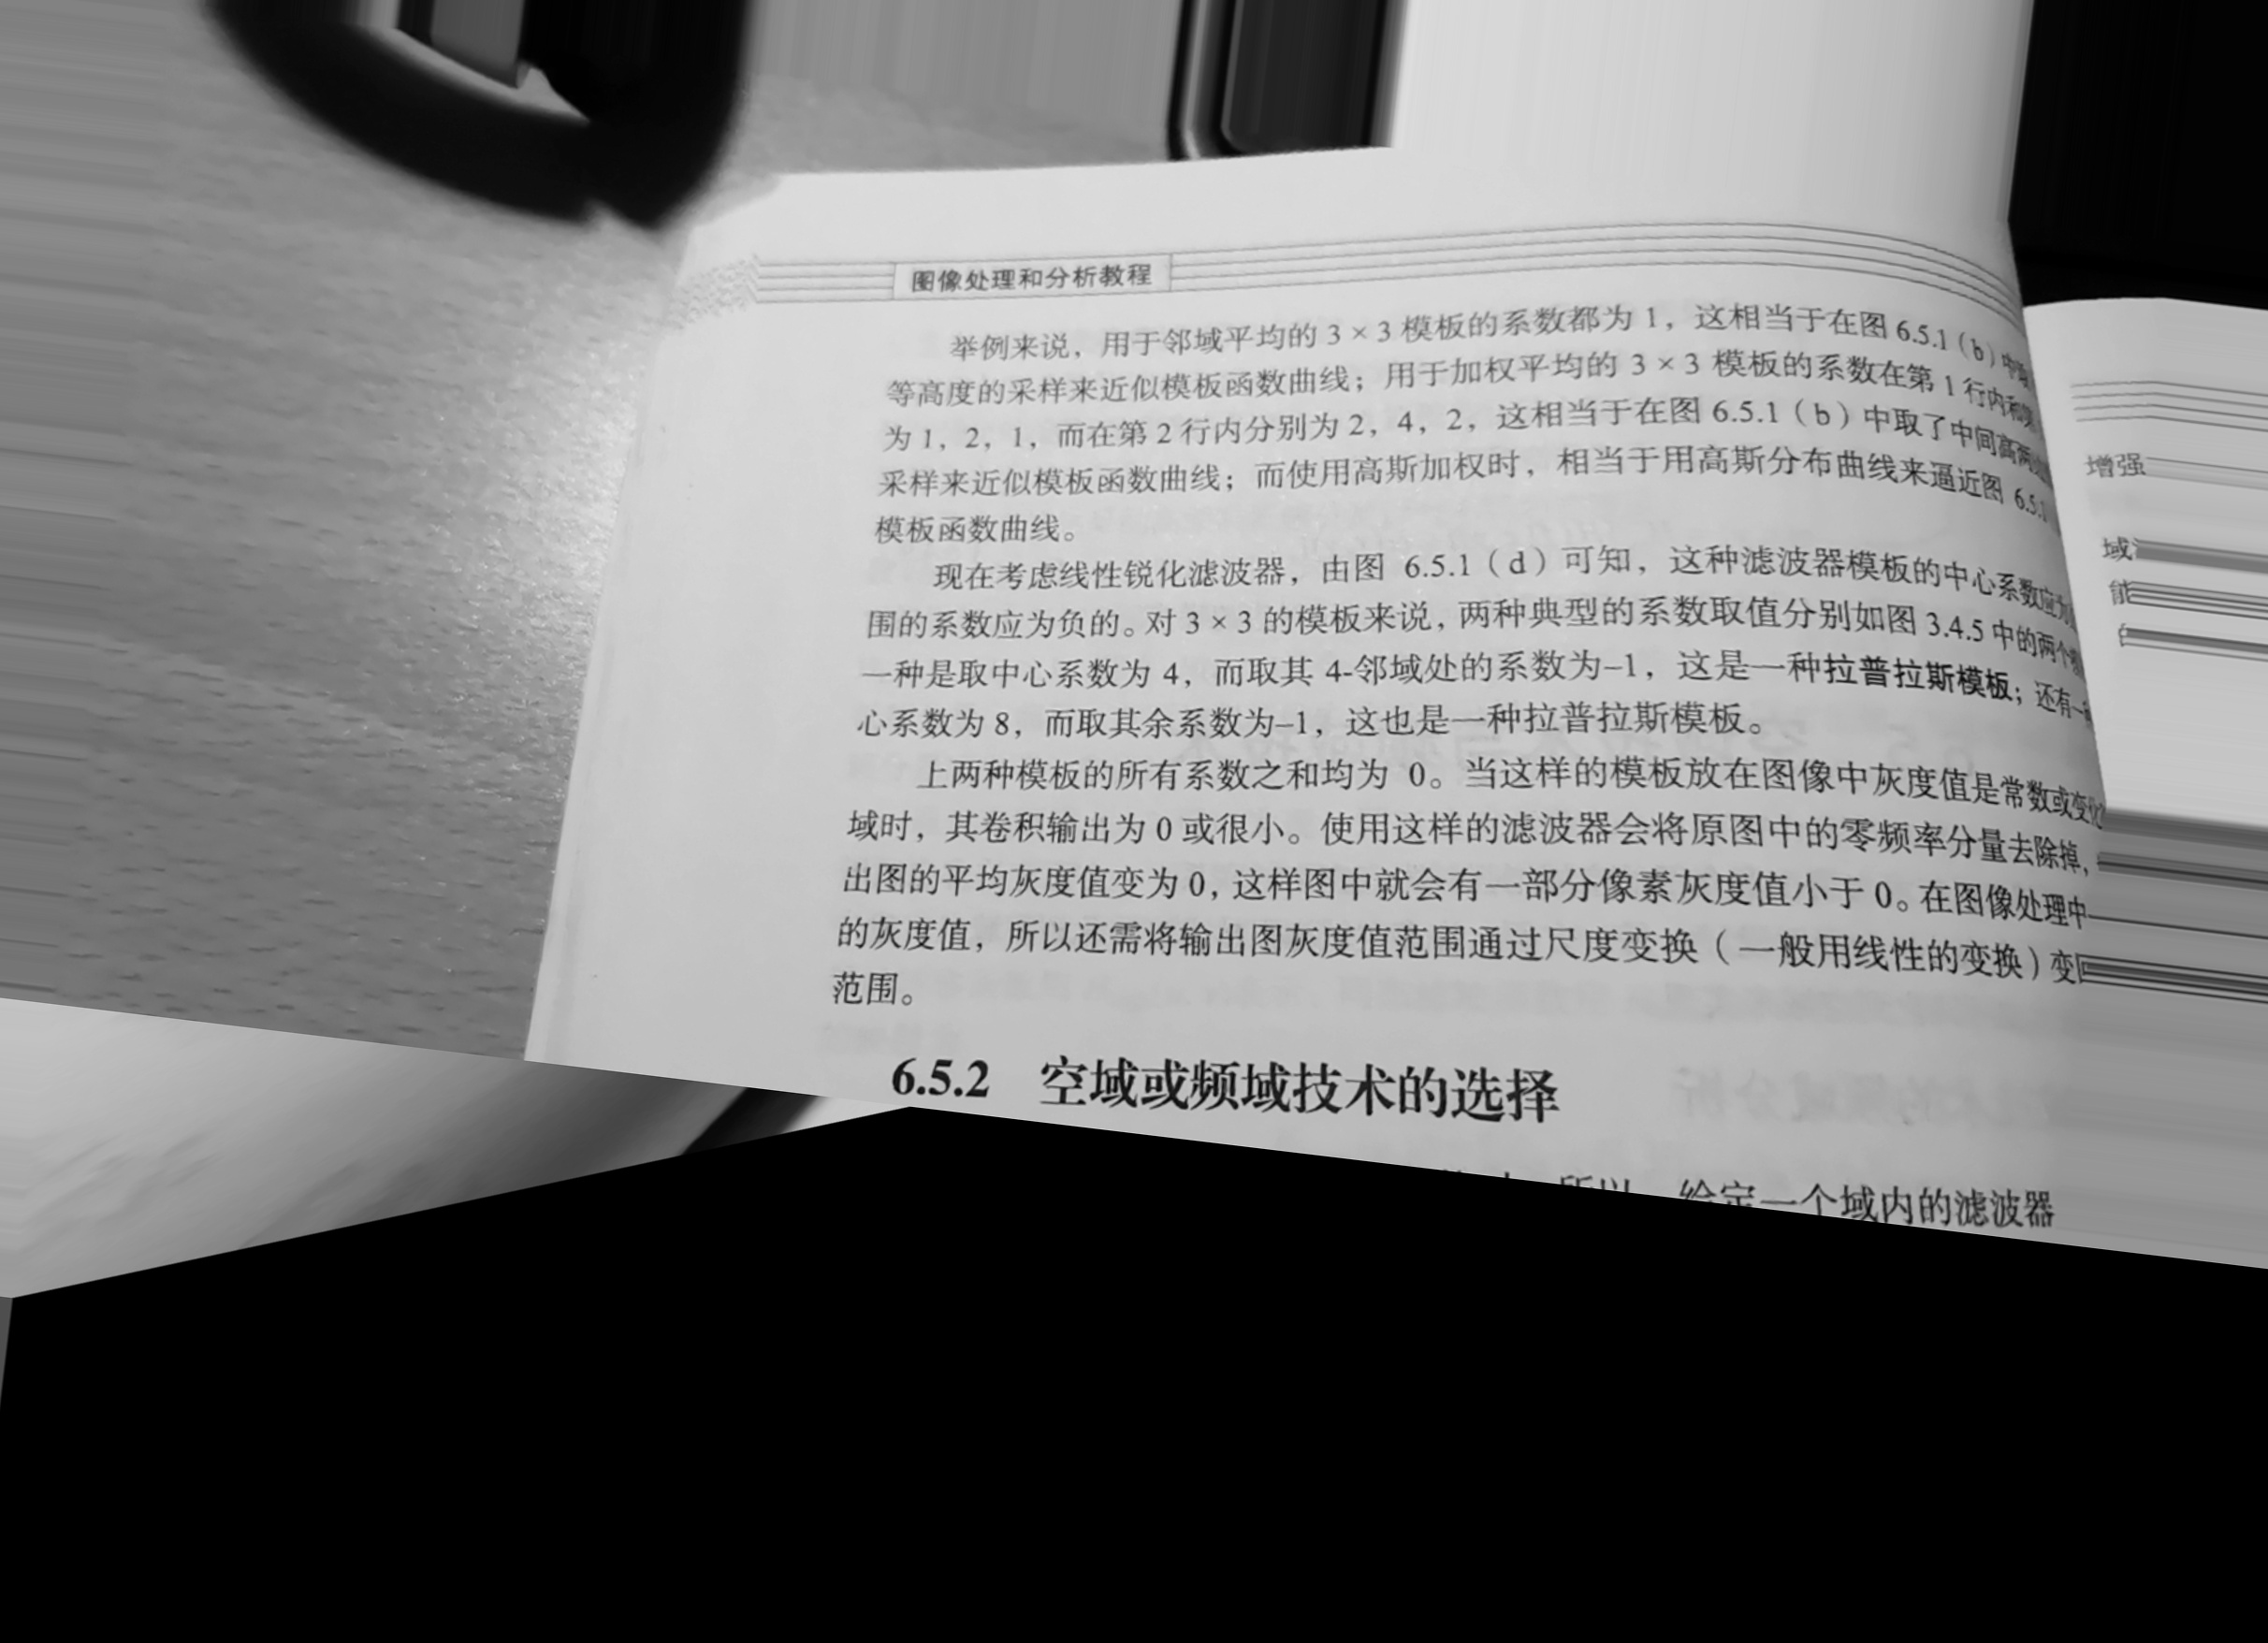 图像处理和分析教程
举例来说，用于邻域平均的 3 × 3 模板的系数都为 1，这相当于在图 6.5.1（b）中
等高度的采样来近似模板函数曲线；用于加权平均的 3 × 3 模板的系数在第 1 行内和
为 1，2，1，而在第 2 行内分别为 2，4，2，这相当于在图 6.5.1（b）中取了中间高两
采样来近似模板函数曲线；而使用高斯加权时，相当于用高斯分布曲线来逼近图 6.5.1
模板函数曲线。
现在考虑线性锐化滤波器，由图 6.5.1（d）可知，这种滤波器模板的中心系数应为
围的系数应为负的。对 3 × 3 的模板来说，两种典型的系数取值分别如图 3.4.5 中的两个
一种是取中心系数为 4，而取其 4-邻域处的系数为–1，这是一种拉普拉斯模板；还有一
心系数为 8，而取其余系数为–1，这也是一种拉普拉斯模板。
上两种模板的所有系数之和均为 0。当这样的模板放在图像中灰度值是常数或变化
域时，其卷积输出为 0 或很小。使用这样的滤波器会将原图中的零频率分量去除掉，
出图的平均灰度值变为 0，这样图中就会有一部分像素灰度值小于 0。在图像处理中
的灰度值，所以还需将输出图灰度值范围通过尺度变换（一般用线性的变换）变
范围。
6.5.2 空域或频域技术的选择
所以，给定一个域内的滤波器
增强
域
能